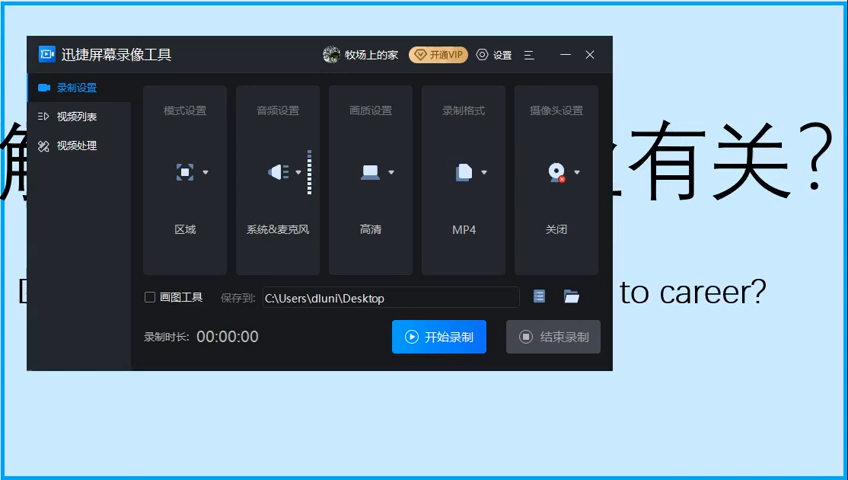 迅捷屏幕录像工具
牧场上的家
开通VIP
设置
录制设置
视频列表
视频处理
模式设置
音频设置
画质设置
录制格式
摄像头设置
区域
系统&麦克风
高清
MP4
关闭
画图工具
保存到:
C:\Users\dluni\Desktop
录制时长:
00:00:00
开始录制
结束录制
有关?
to career?